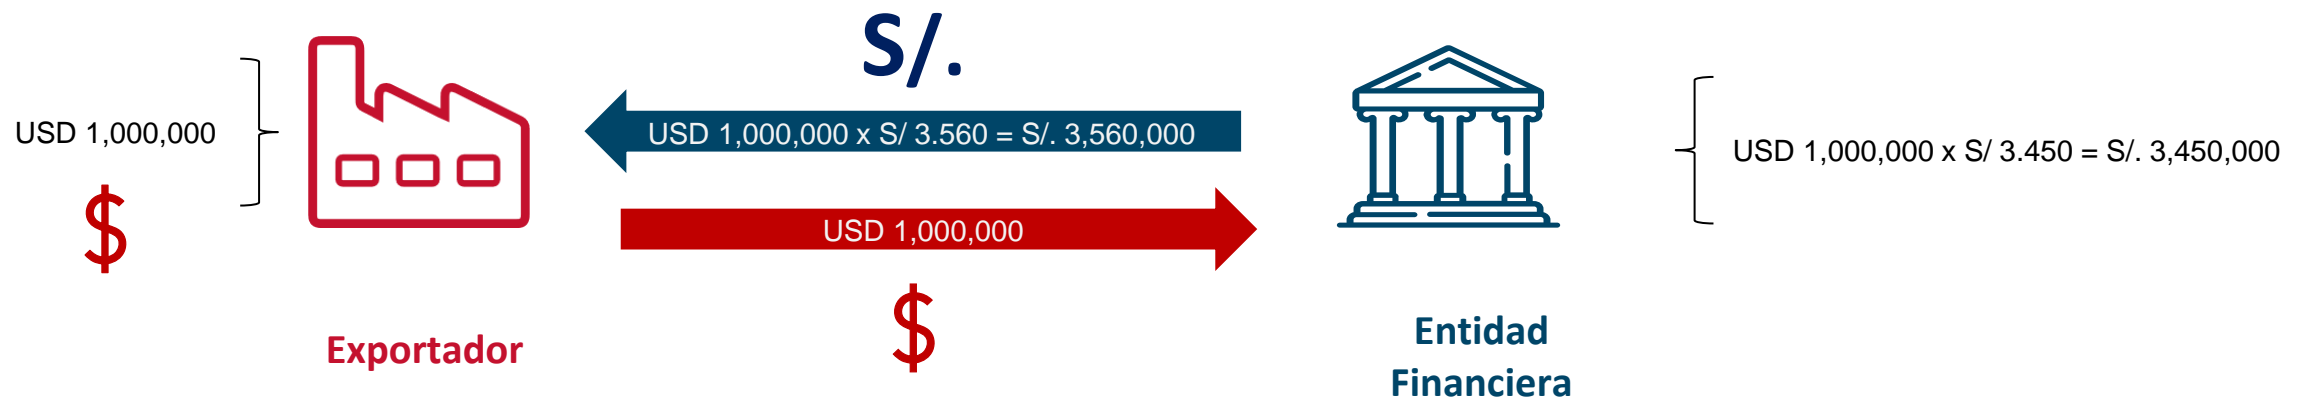 USD 1,000,000
$
S/.
USD 1,000,000 x S/ 3.560 = S/. 3,560,000
USD 1,000,000
$
USD 1,000,000 x S/ 3.450 = S/. 3,450,000
Exportador
Entidad
Financiera